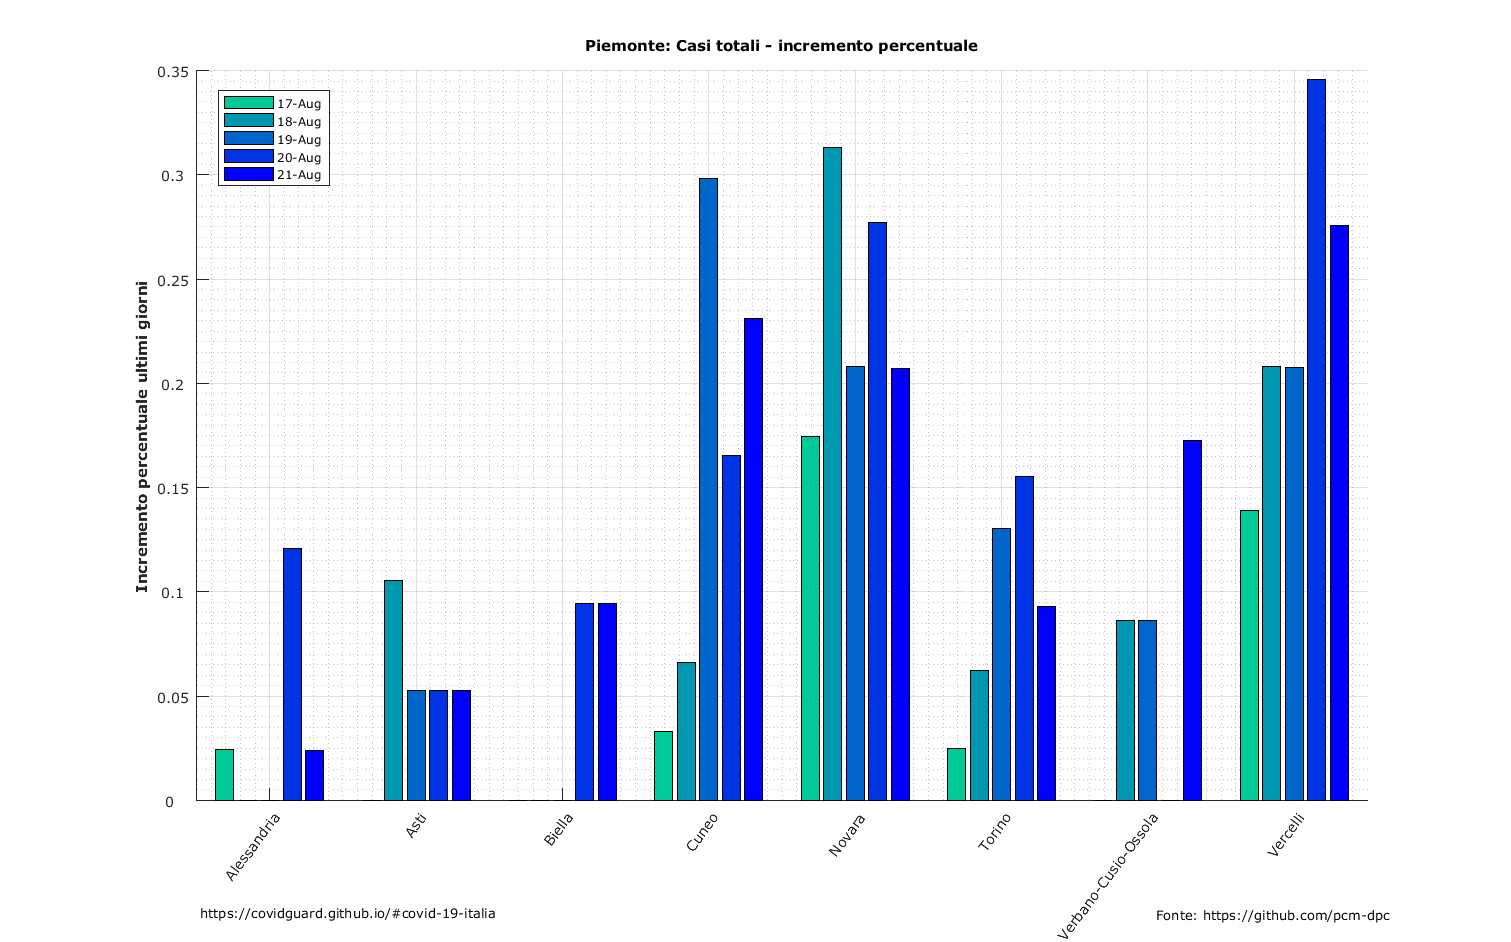 Piemonte: Casi totali - incremento percentuale
0.35
0.3
0.25
0.2
0.15
0.1
0.05
0
Incremento percentuale ultimi giorni
17-Aug
18-Aug
19-Aug
20-Aug
21-Aug
Alessandria
Asti
Biella
Cuneo
Novara
Torino
Verbano-Cusio-Ossola
Vercelli
https://covidguard.github.io/#covid-19-italia
Fonte: https://github.com/pcm-dpc